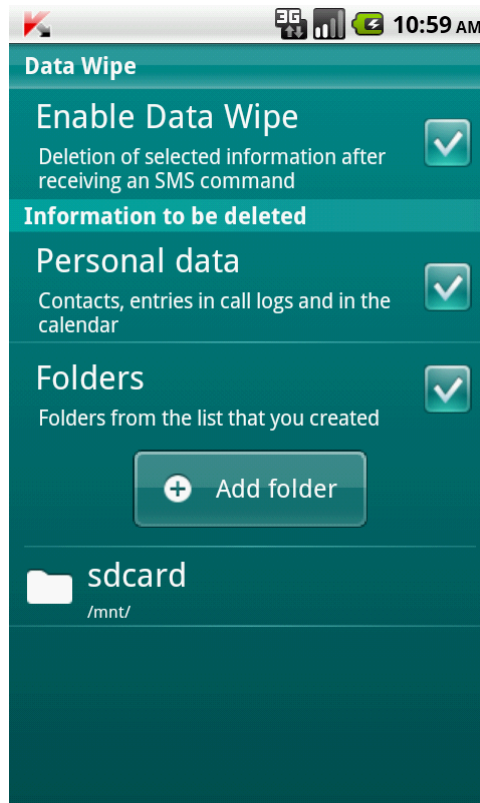 3G 10:59 AM
Data Wipe
Enable Data Wipe
Deletion of selected information after
receiving an SMS command
Information to be deleted
Personal data
Contacts, entries in call logs and in the
calendar
Folders
Folders from the list that you created
Add folder
sdcard
/mnt/